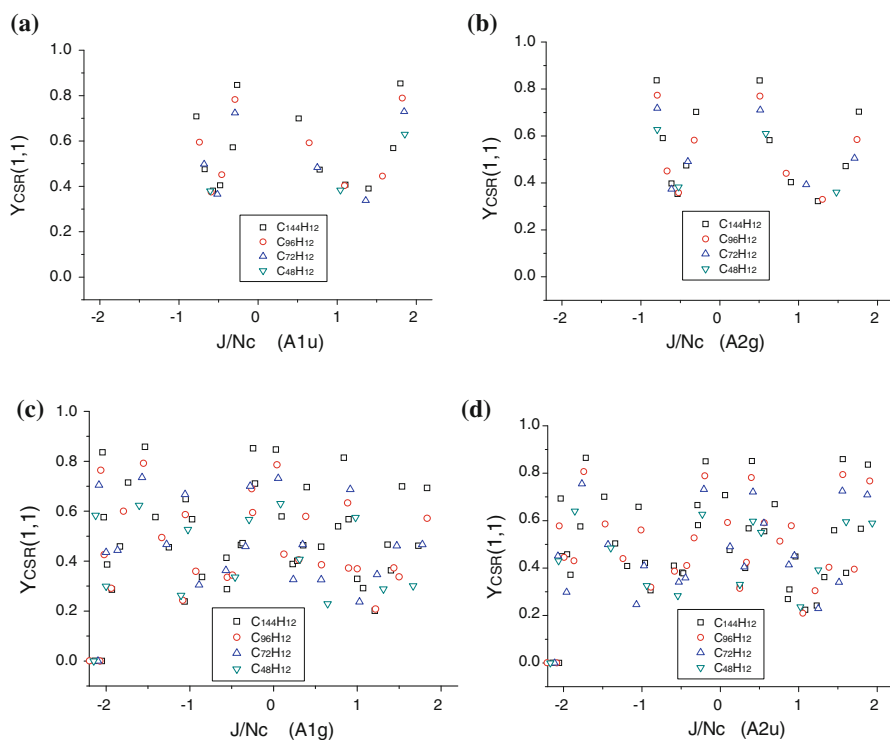 (a)
1.0
0.8
0.6
0.4
0.2
0.0
YCSR(1,1)
C144H12
C96H12
C72H12
C48H12
-2 -1 0 1 2
J/Nc (A1u)
(b)
1.0
0.8
0.6
0.4
0.2
0.0
YCSR(1,1)
C144H12
C96H12
C72H12
C48H12
-2 -1 0 1 2
J/Nc (A2g)
(c)
1.0
0.8
0.6
0.4
0.2
0.0
YCSR(1,1)
C144H12
C96H12
C72H12
C48H12
-2 -1 0 1 2
J/Nc (A1g)
(d)
1.0
0.8
0.6
0.4
0.2
0.0
YCSR(1,1)
C144H12
C96H12
C72H12
C48H12
-2 -1 0 1 2
J/Nc (A2u)